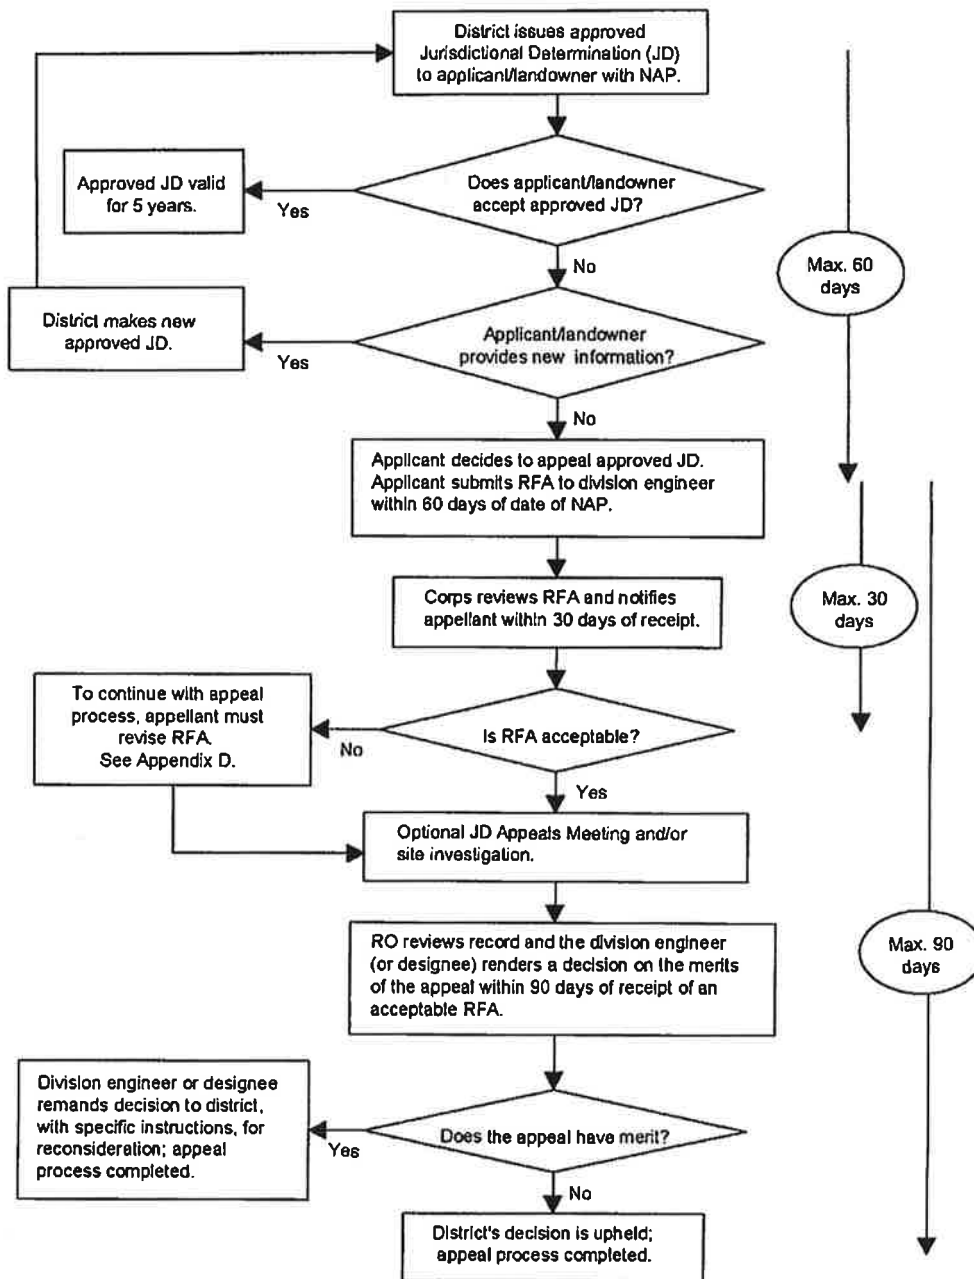 District issues approved
Jurisdictional Determination (JD)
to applicant/landowner with NAP.
Does applicant/landowner
accept approved JD?
Yes
Approved JD valid
for 5 years.
No
Max. 60
days
Applicant/landowner
provides new information?
Yes
District makes new
approved JD.
No
Applicant decides to appeal approved JD.
Applicant submits RFA to division engineer
within 60 days of date of NAP.
Corps reviews RFA and notifies
appellant within 30 days of receipt.
Max. 30
days
Is RFA acceptable?
No
To continue with appeal
process, appellant must
revise RFA.
See Appendix D.
Yes
Optional JD Appeals Meeting and/or
site investigation.
RO reviews record and the division engineer
(or designee) renders a decision on the merits
of the appeal within 90 days of receipt of an
acceptable RFA.
Max. 90
days
Does the appeal have merit?
Yes
Division engineer or designee
remands decision to district,
with specific instructions, for
reconsideration; appeal
process completed.
No
District's decision is upheld;
appeal process completed.